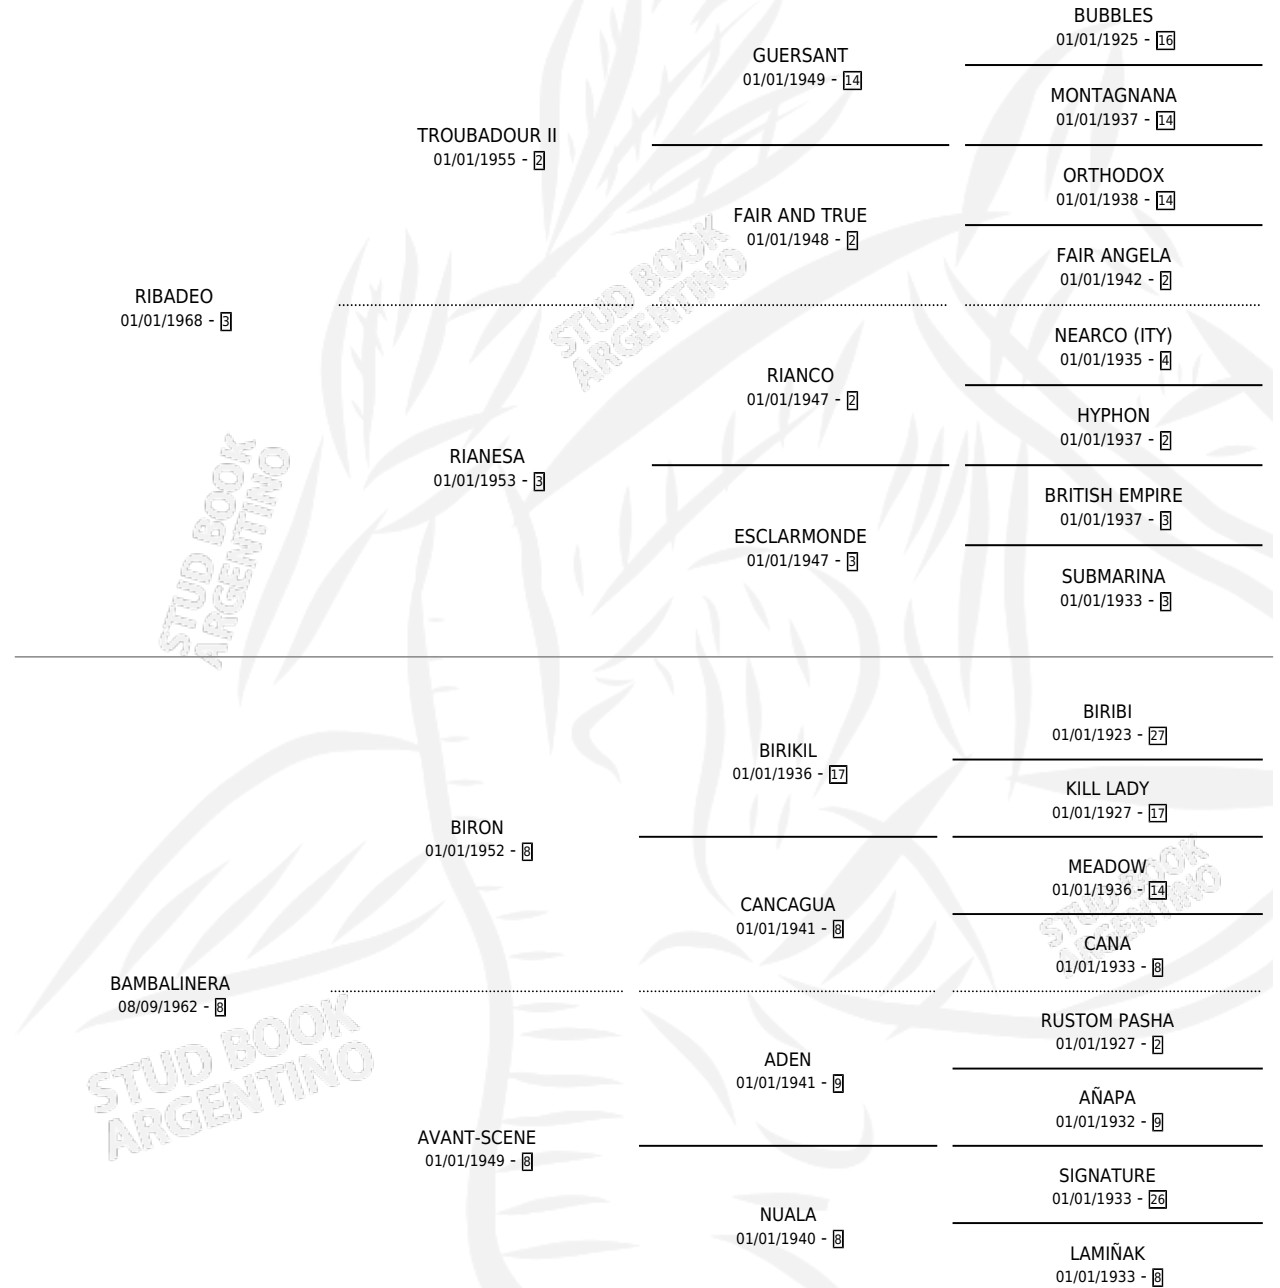 BUBBLES
01/01/1925 - 16
GUERSANT
01/01/1949 - 14
MONTAGNANA
01/01/1937 - 14
TROUBADOUR II
01/01/1955 - 2
ORTHODOX
01/01/1938 - 14
FAIR AND TRUE
01/01/1948 - 2
FAIR ANGELA
01/01/1942 - 2
RIBADEO
01/01/1968 - 3
NEARCO (ITY)
01/01/1935 - 4
RIANCO
01/01/1947 - 2
HYPHON
01/01/1937 - 2
RIANESA
01/01/1953 - 3
BRITISH EMPIRE
01/01/1937 - 3
ESCLARMONDE
01/01/1947 - 3
SUBMARINA
01/01/1933 - 3
BIRIBI
01/01/1923 - 27
BIRIKIL
01/01/1936 - 17
KILL LADY
01/01/1927 - 17
BIRON
01/01/1952 - 8
MEADOW
01/01/1936 - 14
CANCAGUA
01/01/1941 - 8
CANA
01/01/1933 - 8
BAMBALINERA
08/09/1962 - 8
RUSTOM PASHA
01/01/1927 - 2
ADEN
01/01/1941 - 9
AÑAPA
01/01/1932 - 9
AVANT-SCENE
01/01/1949 - 8
SIGNATURE
01/01/1933 - 26
NUALA
01/01/1940 - 8
LAMIÑAK
01/01/1933 - 8
STUD BOOK
ARGENTINO
STUD BOOK
ARGENTINO
STUD BOOK
ARGENTINO
STUD BOOK
ARGENTINO